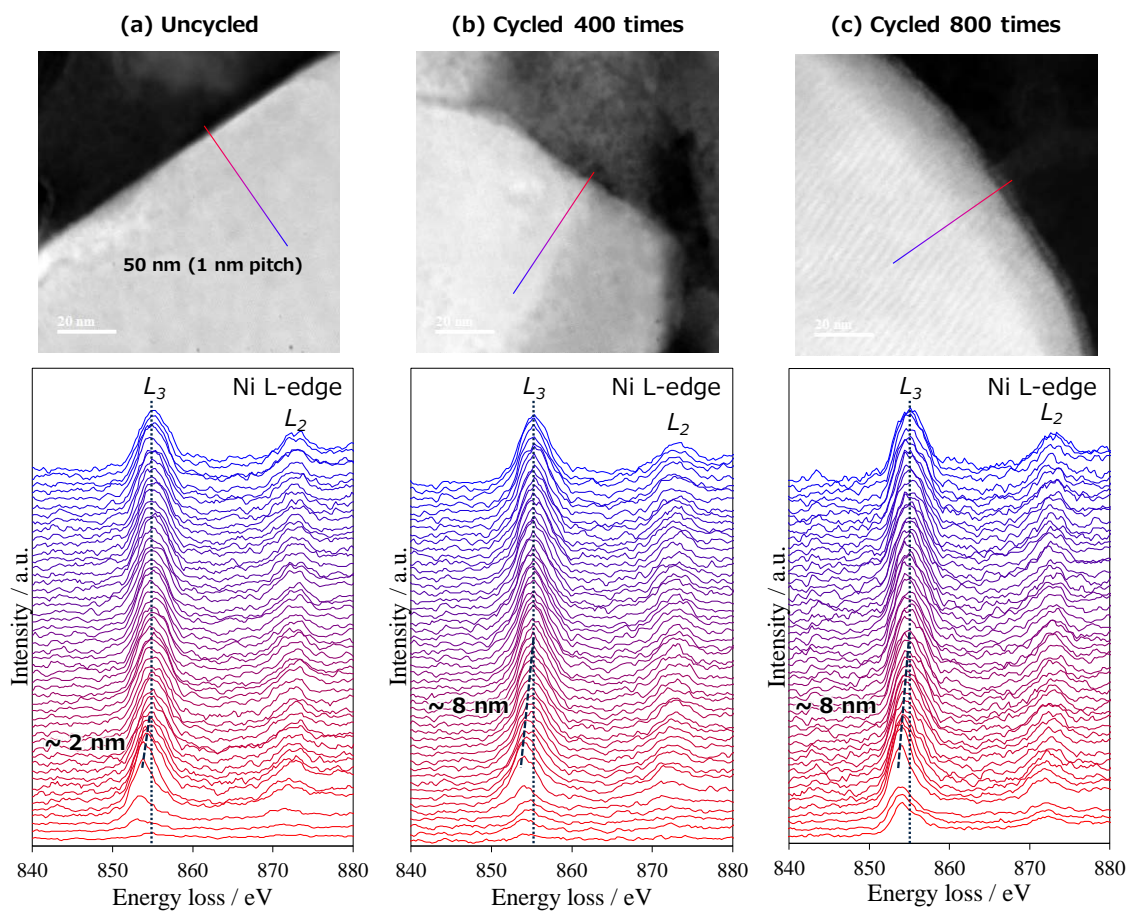 (a) Uncycled
(b) Cycled 400 times
(c) Cycled 800 times
50 nm (1 nm pitch)
20 nm
20 nm
20 nm
L3
Ni L-edge
L2
~ 2 nm
Intensity / a.u.
840 850 860 870 880
Energy loss / eV
L3
Ni L-edge
L2
~ 8 nm
Intensity / a.u.
840 850 860 870 880
Energy loss / eV
L3
Ni L-edge
L2
~ 8 nm
Intensity / a.u.
840 850 860 870 880
Energy loss / eV